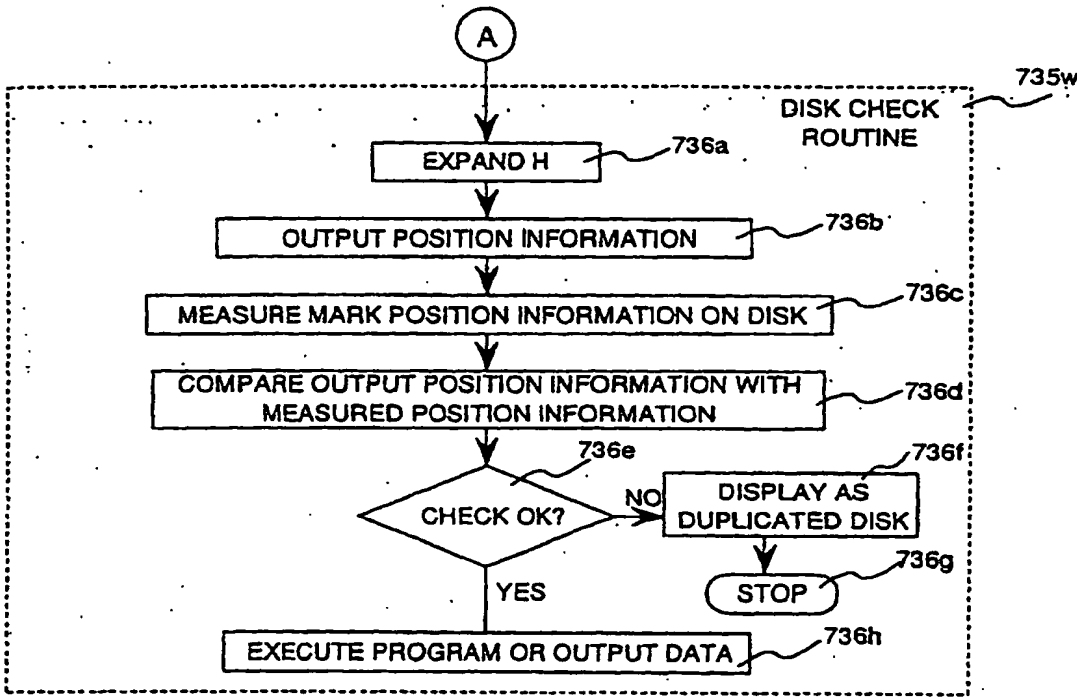 A
735w
DISK CHECK
ROUTINE
EXPAND H
736a
OUTPUT POSITION INFORMATION
736b
MEASURE MARK POSITION INFORMATION ON DISK
736c
COMPARE OUTPUT POSITION INFORMATION WITH
MEASURED POSITION INFORMATION
736d
736e
CHECK OK?
NO
736f
DISPLAY AS
DUPLICATED DISK
736g
STOP
YES
736h
EXECUTE PROGRAM OR OUTPUT DATA